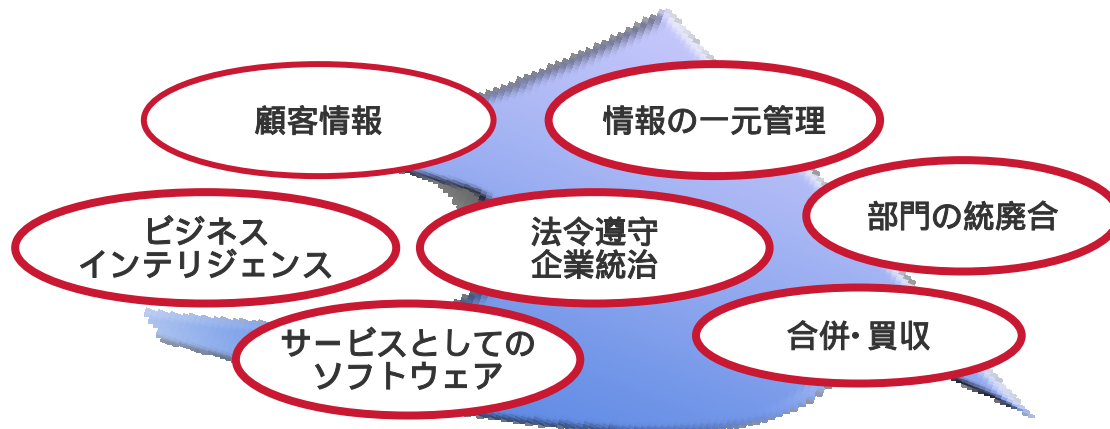 顧客情報
情報の一元管理
部門の統廃合
ビジネス
インテリジェンス
法令遵守
企業統治
サービスとしての
ソフトウェア
合併・買収